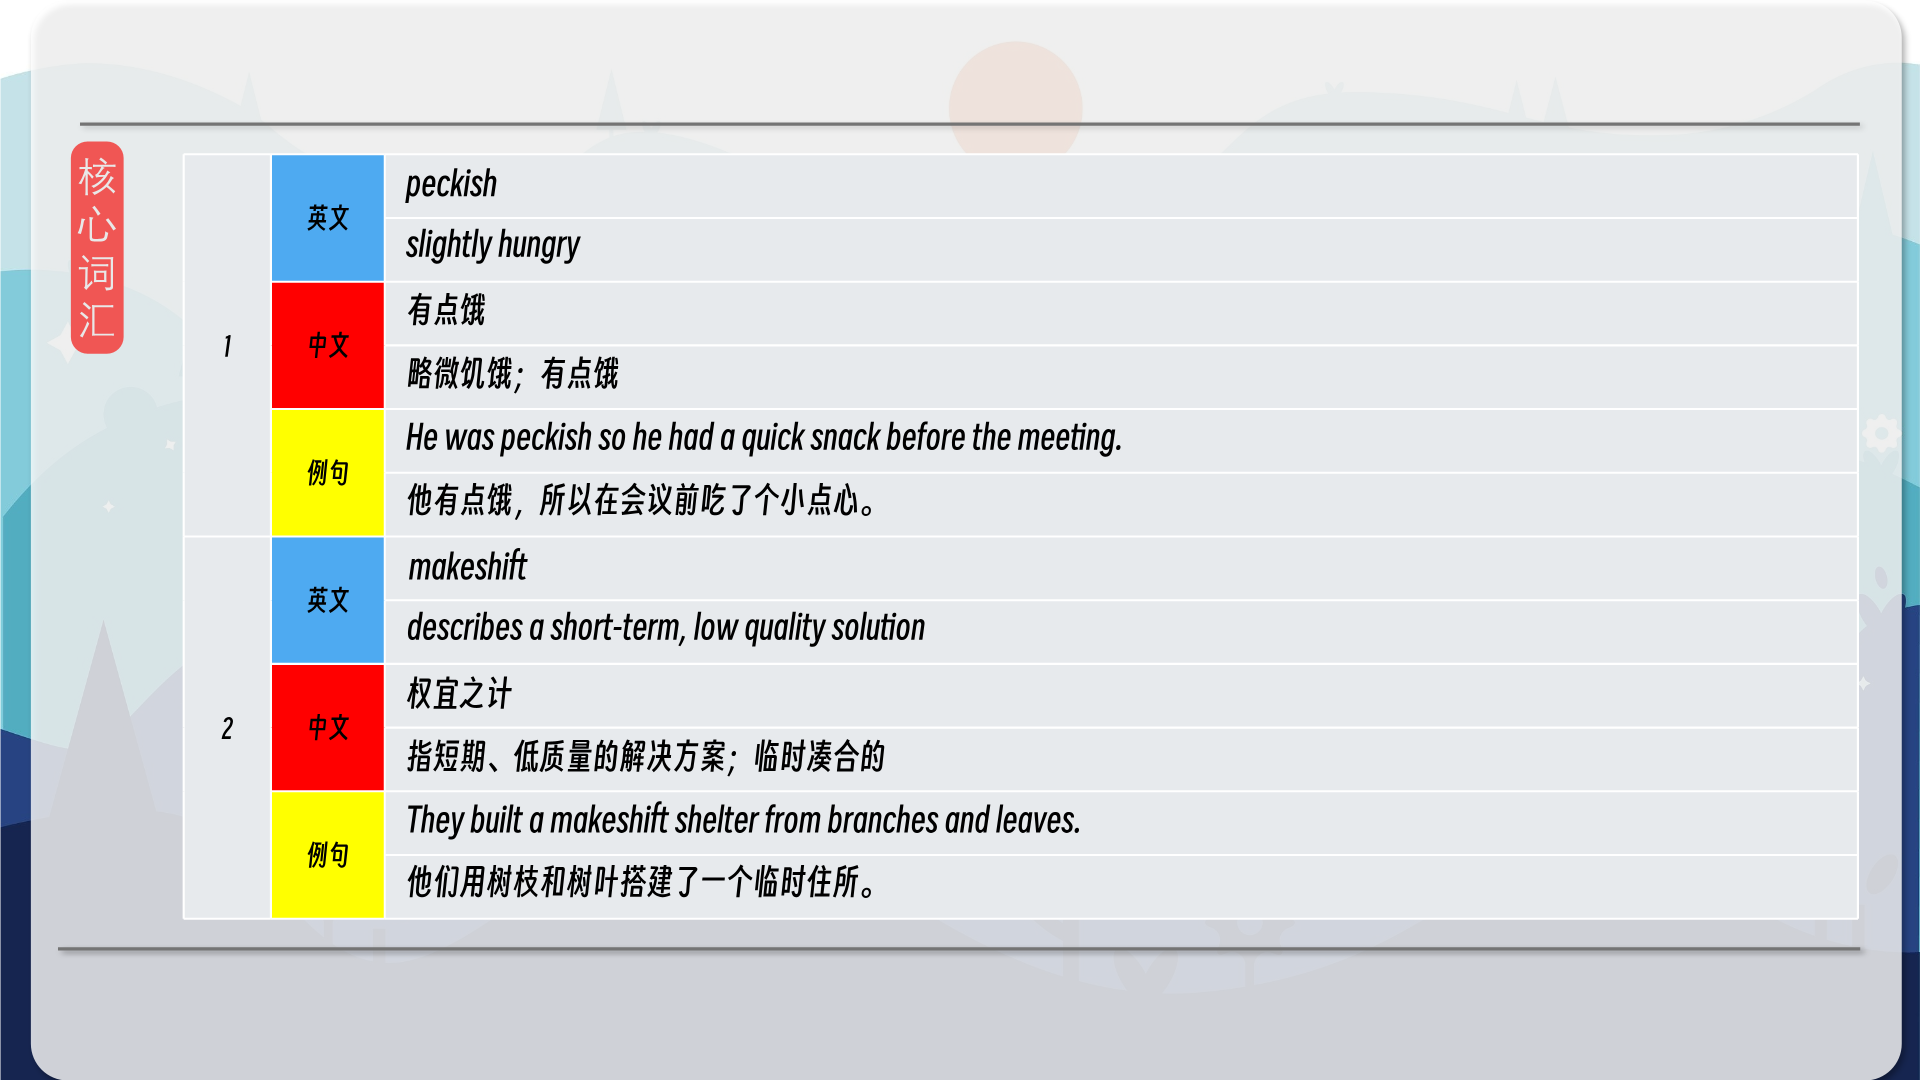 核心词汇
1
英文
peckish
slightly hungry
中文
有点饿
略微饥饿；有点饿
例句
He was peckish so he had a quick snack before the meeting.
他有点饿，所以在会议前吃了个小点心。
2
英文
makeshift
describes a short-term, low quality solution
中文
权宜之计
指短期、低质量的解决方案；临时凑合的
例句
They built a makeshift shelter from branches and leaves.
他们用树枝和树叶搭建了一个临时住所。